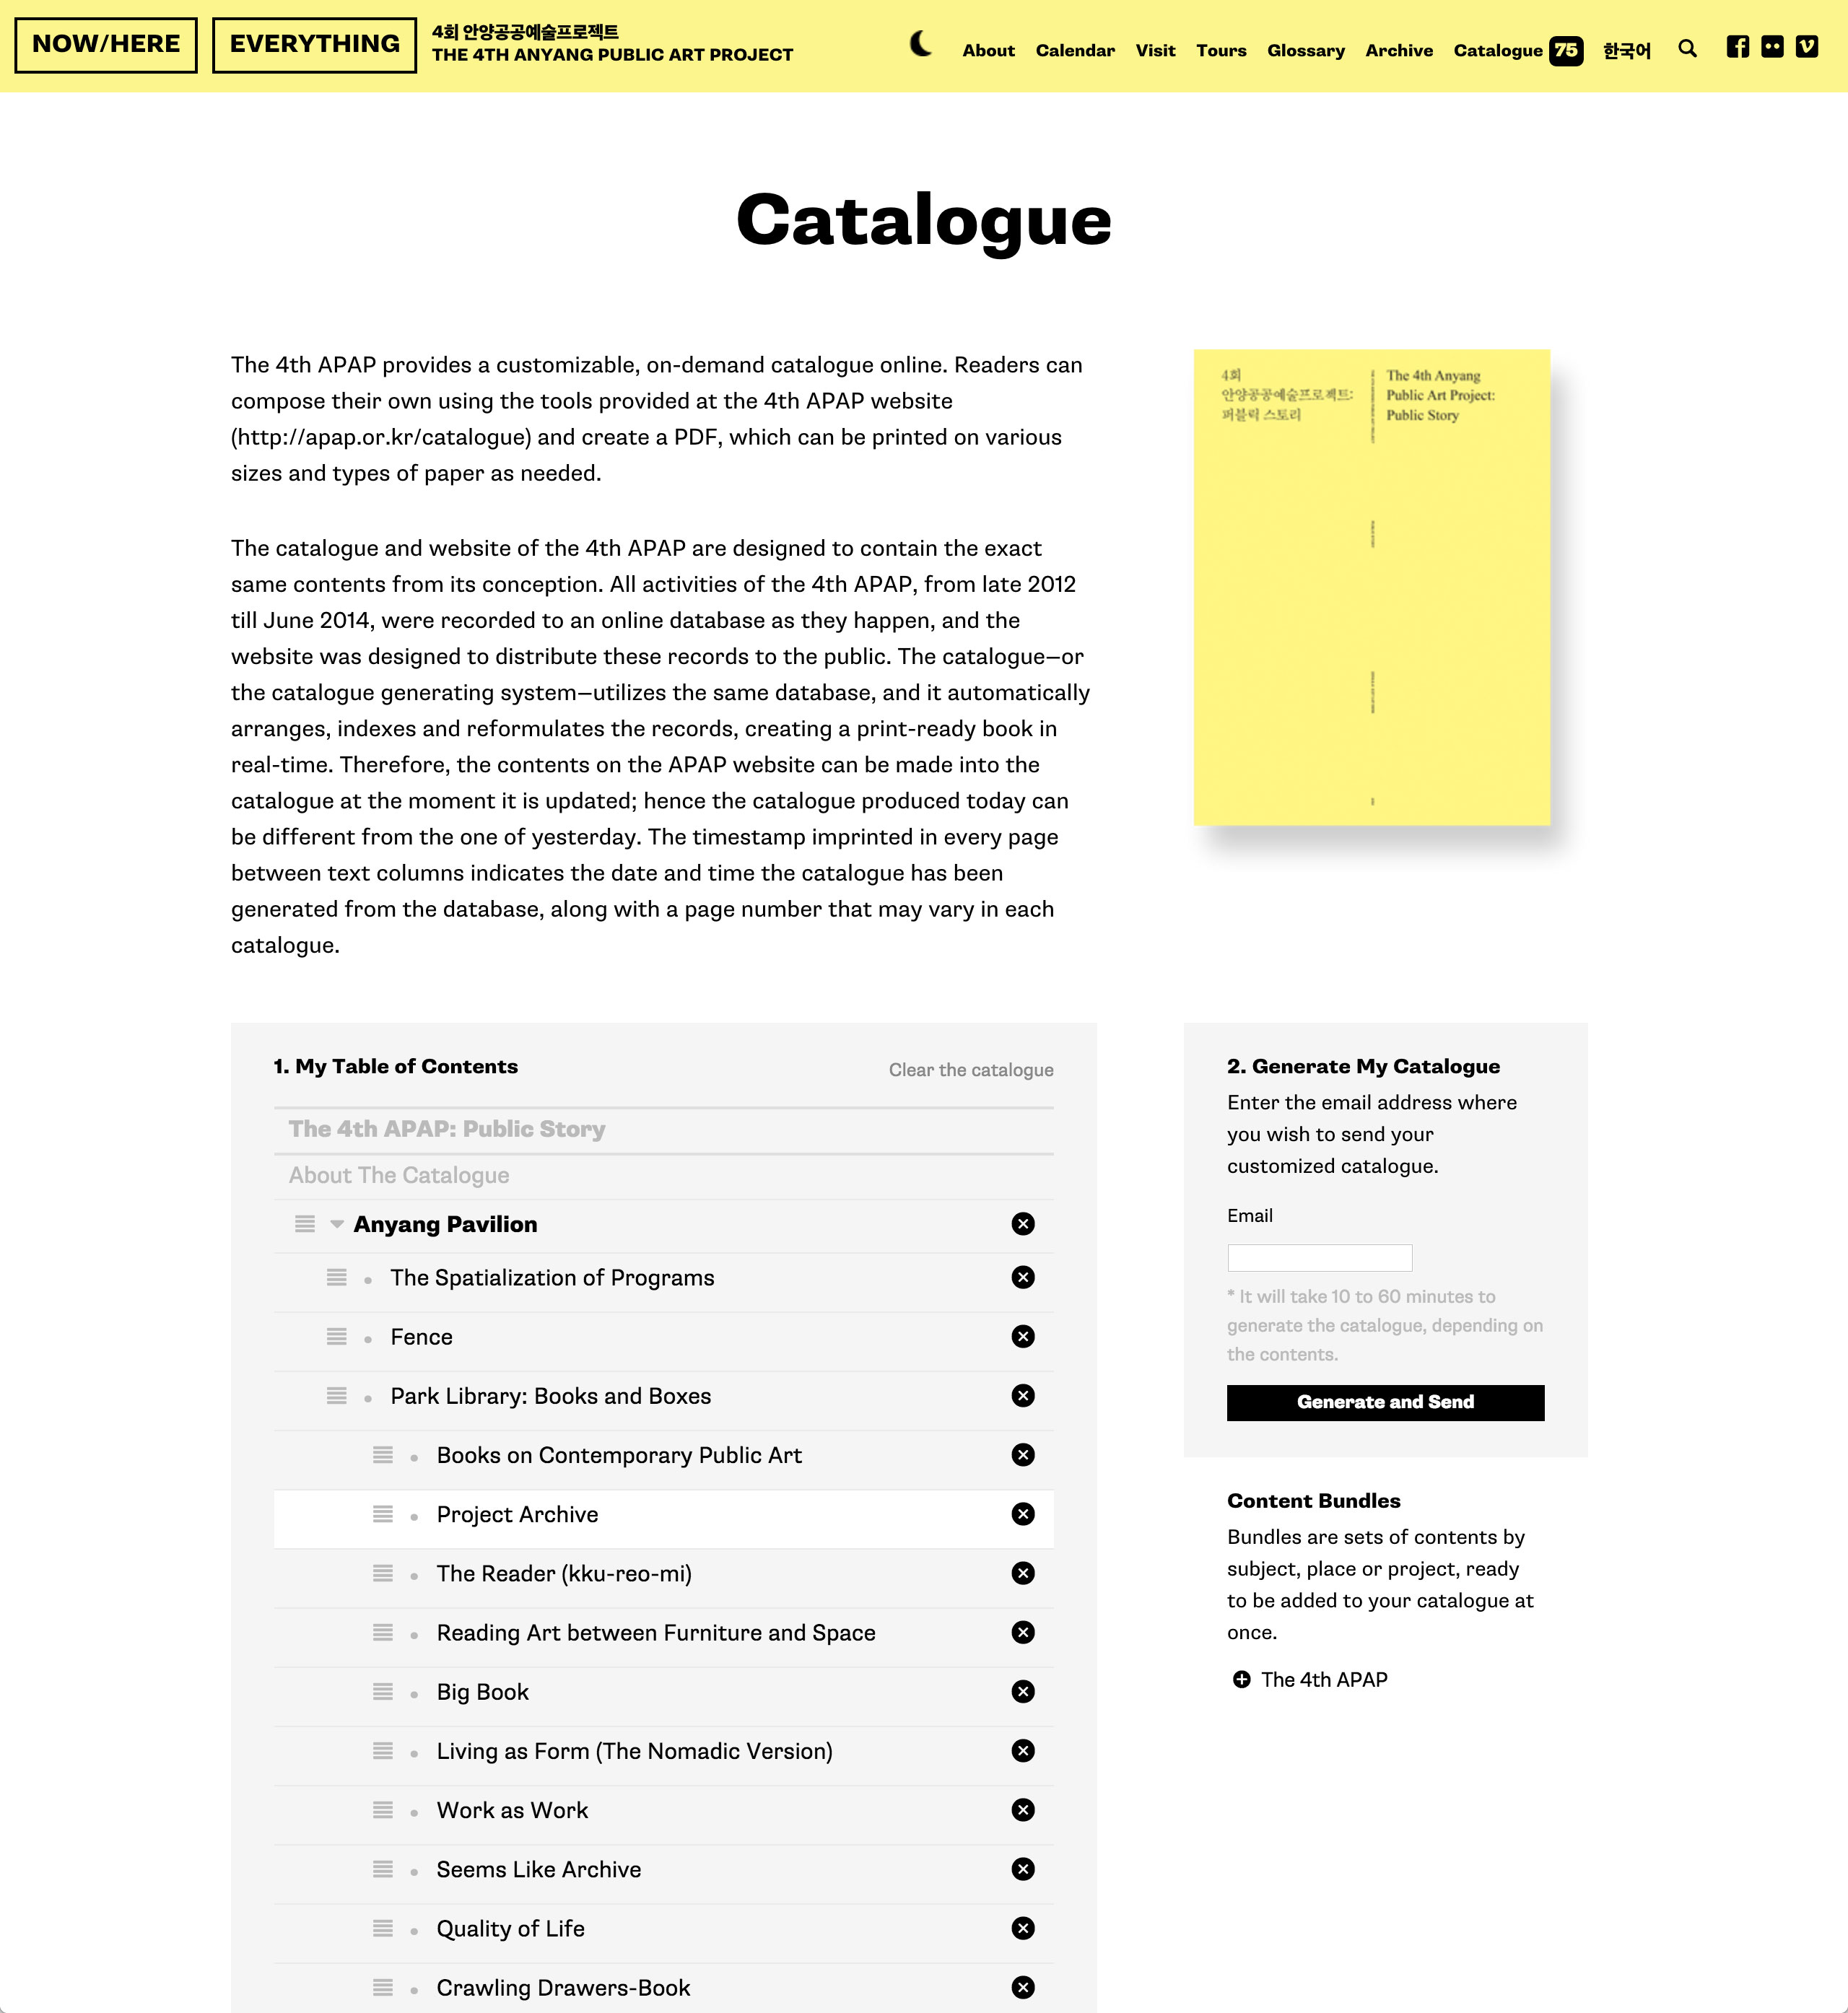 NOW/HERE
EVERYTHING
4회 안양공공예술프로젝트
THE 4TH ANYANG PUBLIC ART PROJECT
About
Calendar
Visit
Tours
Glossary
Archive
Catalogue 75
한국어
Catalogue
The 4th APAP provides a customizable, on-demand catalogue online. Readers can
compose their own using the tools provided at the 4th APAP website
(http://apap.or.kr/catalogue) and create a PDF, which can be printed on various
sizes and types of paper as needed.
The catalogue and website of the 4th APAP are designed to contain the exact
same contents from its conception. All activities of the 4th APAP, from late 2012
till June 2014, were recorded to an online database as they happen, and the
website was designed to distribute these records to the public. The catalogue—or
the catalogue generating system—utilizes the same database, and it automatically
arranges, indexes and reformulates the records, creating a print-ready book in
real-time. Therefore, the contents on the APAP website can be made into the
catalogue at the moment it is updated; hence the catalogue produced today can
be different from the one of yesterday. The timestamp imprinted in every page
between text columns indicates the date and time the catalogue has been
generated from the database, along with a page number that may vary in each
catalogue.
4회
안양공공예술프로젝트:
퍼블릭 스토리
The 4th Anyang
Public Art Project:
Public Story
1. My Table of Contents
Clear the catalogue
The 4th APAP: Public Story
About The Catalogue
Anyang Pavilion
The Spatialization of Programs
Fence
Park Library: Books and Boxes
Books on Contemporary Public Art
Project Archive
The Reader (kku-reo-mi)
Reading Art between Furniture and Space
Big Book
Living as Form (The Nomadic Version)
Work as Work
Seems Like Archive
Quality of Life
Crawling Drawers-Book
2. Generate My Catalogue
Enter the email address where
you wish to send your
customized catalogue.
Email
* It will take 10 to 60 minutes to
generate the catalogue, depending on
the contents.
Generate and Send
Content Bundles
Bundles are sets of contents by
subject, place or project, ready
to be added to your catalogue at
once.
The 4th APAP